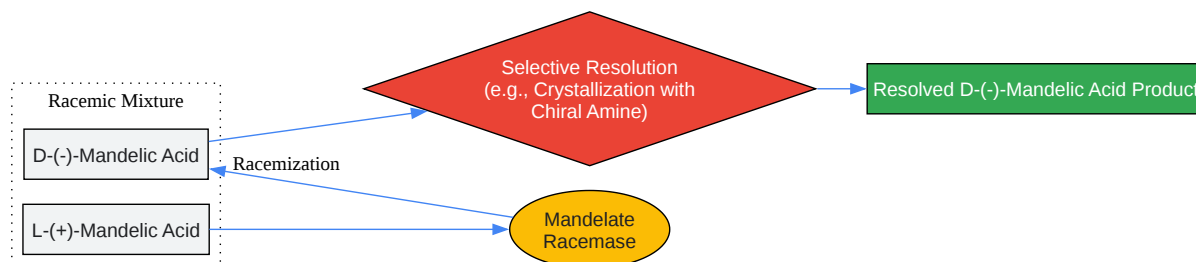 Racemic Mixture
D-(-)-Mandelic Acid
L-(+)-Mandelic Acid
Racemization
Selective Resolution
(e.g., Crystallization with
Chiral Amine)
Mandelate
Racemase
Resolved D-(-)-Mandelic Acid Product